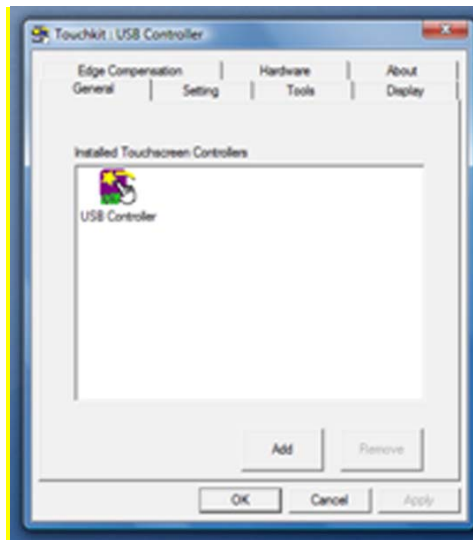 Touchkit : USB Controller
Edge Compensation Hardware About
General Setting Tools Display
Installed Touchscreen Controllers
USB Controller
Add Remove
OK Cancel Apply